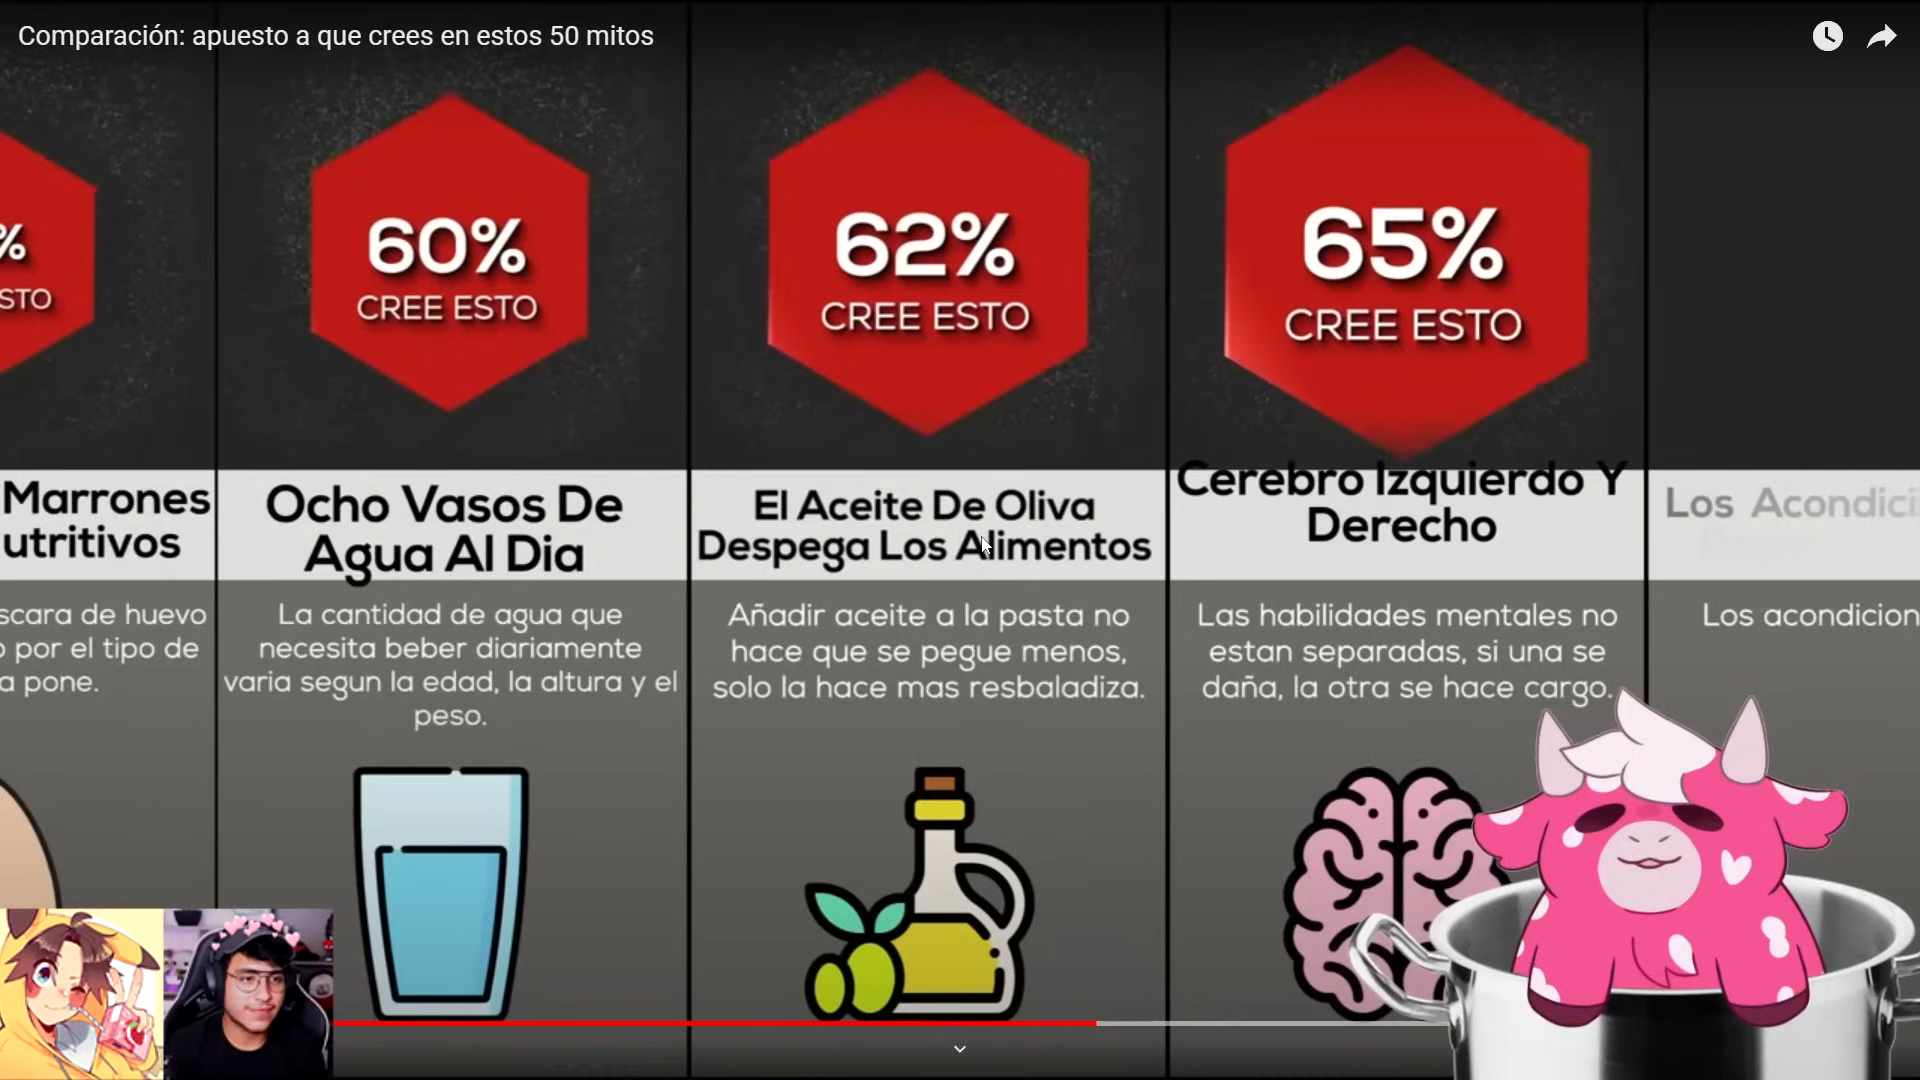 Comparación: apuesto a que crees en estos 50 mitos
%
STO
60%
CREE ESTO
62%
CREE ESTO
65%
CREE ESTO
Marrones
utritivos
Ocho Vasos De
Agua Al Dia
El Aceite De Oliva
Despega Los Alimentos
Cerebro Izquierdo Y
Derecho
Los Acondici
scara de huevo
o por el tipo de
a pone.
La cantidad de agua que
necesita beber diariamente
varia segun la edad, la altura y el
peso.
Añadir aceite a la pasta no
hace que se pegue menos,
solo la hace mas resbaladiza.
Las habilidades mentales no
estan separadas, si una se
daña, la otra se hace cargo.
Los acondicion